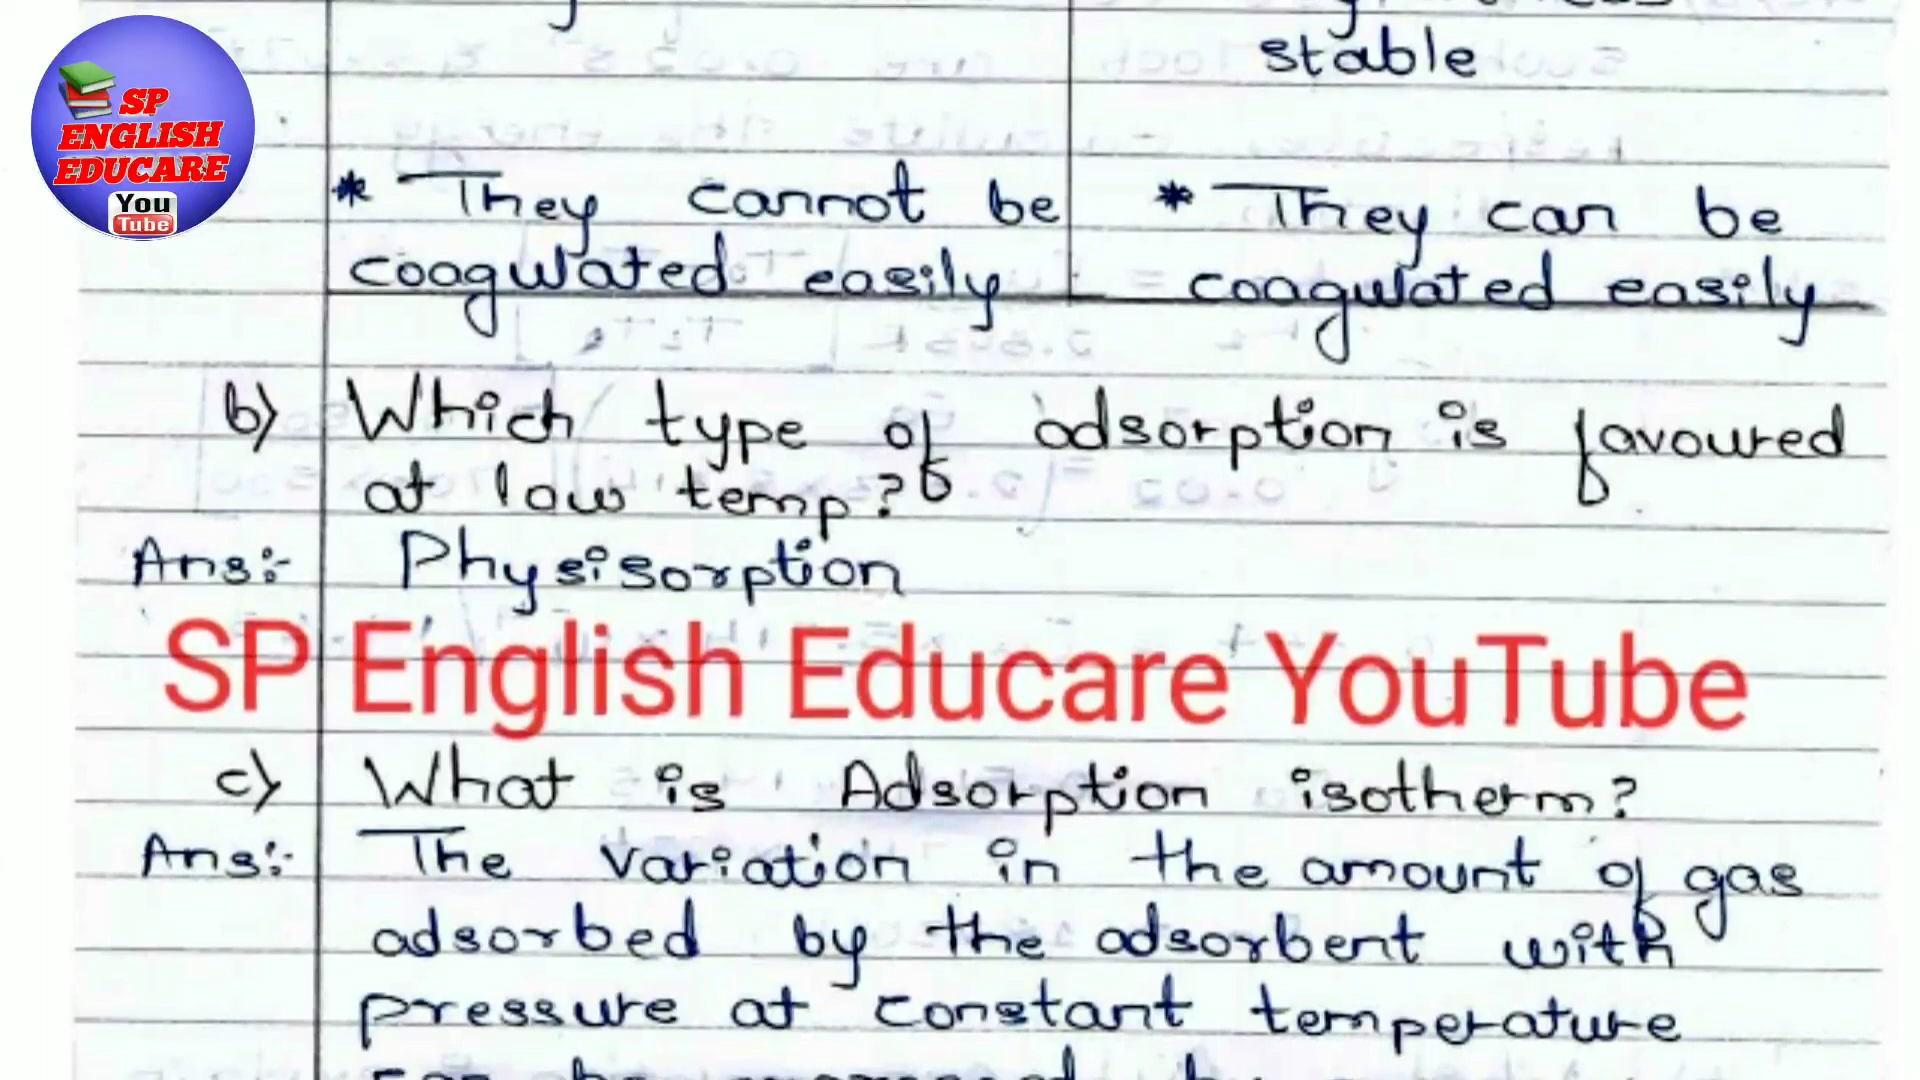 stable
SP
ENGLISH
EDUCARE
You
Tube
* They cannot be
coagulated easily
* They can be
coagulated easily
b) Which type of adsorption is favoured
at low temp?
Ans:- Physisorption
SP English Educare YouTube
c) What is Adsorption isotherm?
Ans:- The variation in the amount of gas
adsorbed by the adsorbent with
pressure at constant temperature